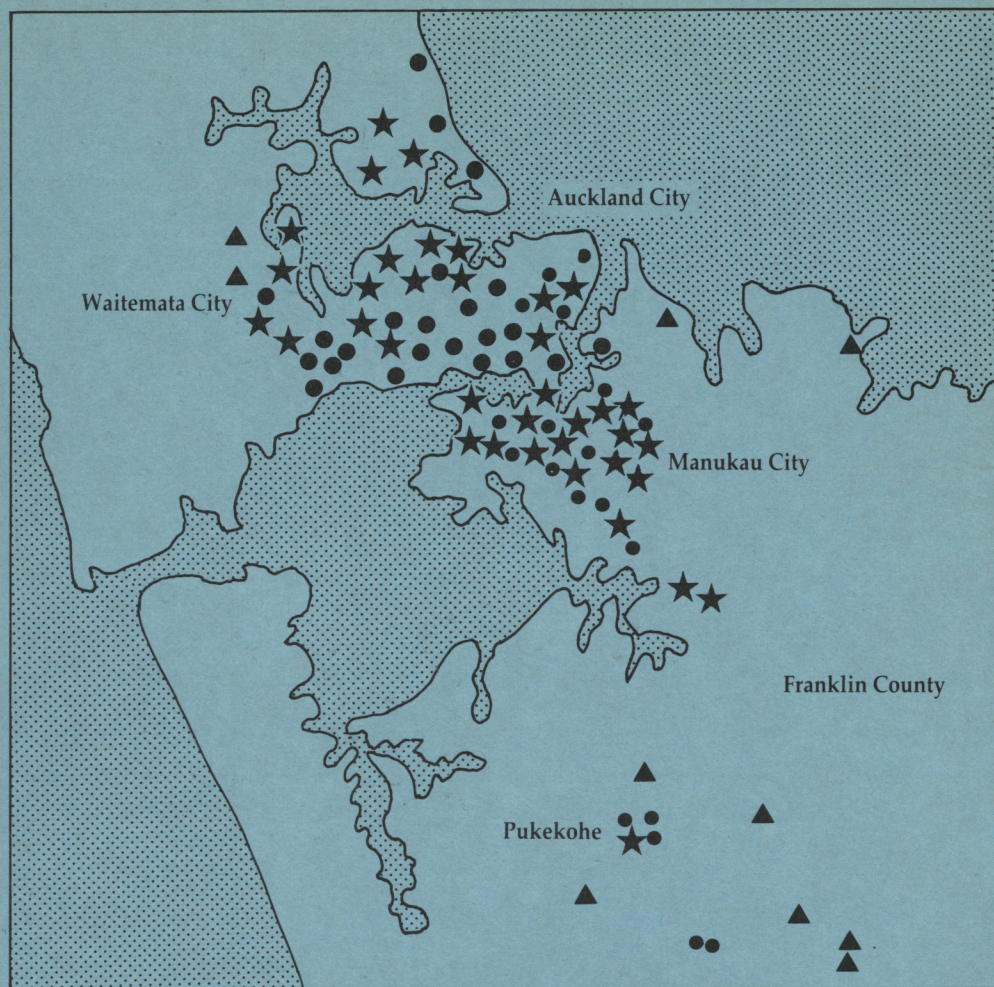 Auckland City
Waitemata City
Manukau City
Franklin County
Pukekohe